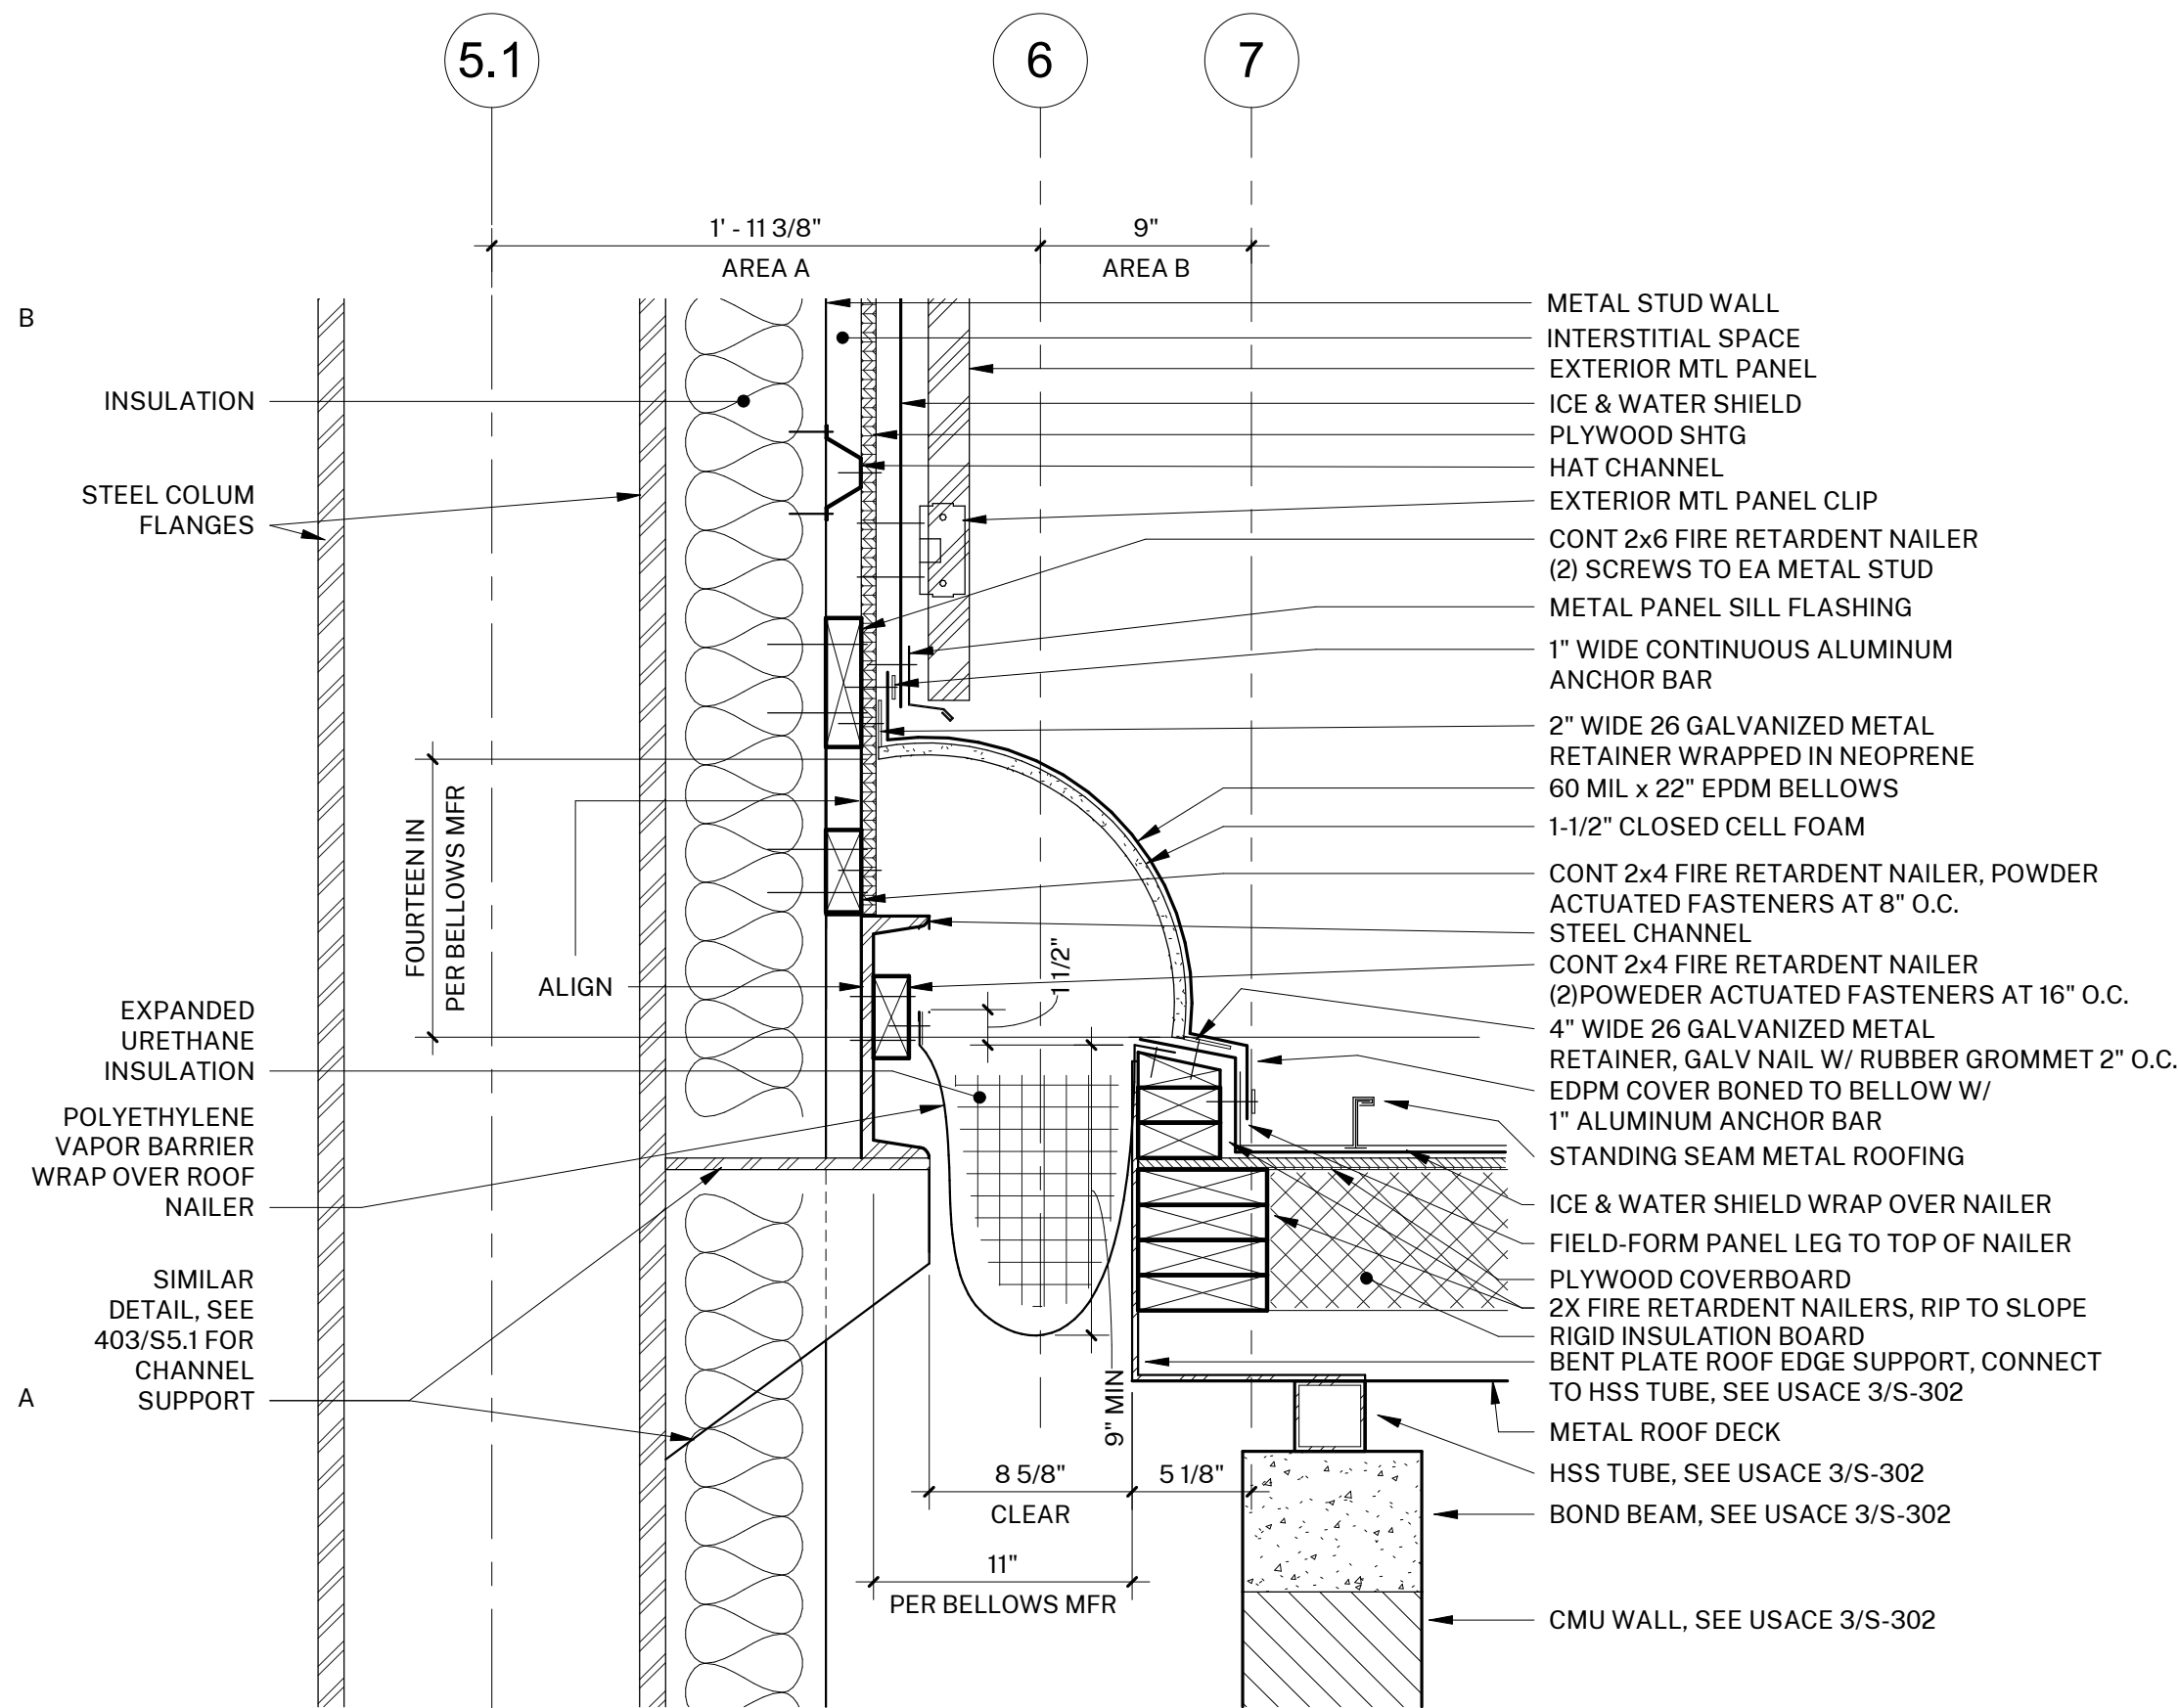 5.1
6
7
1' - 11 3/8"
9"
AREA A
AREA B
B
INSULATION
STEEL COLUM
FLANGES
FOURTEEN IN
PER BELLOWS MFR
ALIGN
1 1/2"
EXPANDED
URETHANE
INSULATION
POLYETHYLENE
VAPOR BARRIER
WRAP OVER ROOF
NAILER
SIMILAR
DETAIL, SEE
403/S5.1 FOR
CHANNEL
SUPPORT
A
9" MIN
8 5/8"
5 1/8"
CLEAR
11"
PER BELLOWS MFR
METAL STUD WALL
INTERSTITIAL SPACE
EXTERIOR MTL PANEL
ICE & WATER SHIELD
PLYWOOD SHTG
HAT CHANNEL
EXTERIOR MTL PANEL CLIP
CONT 2x6 FIRE RETARDENT NAILER
(2) SCREWS TO EA METAL STUD
METAL PANEL SILL FLASHING
1" WIDE CONTINUOUS ALUMINUM
ANCHOR BAR
2" WIDE 26 GALVANIZED METAL
RETAINER WRAPPED IN NEOPRENE
60 MIL x 22" EPDM BELLOWS
1-1/2" CLOSED CELL FOAM
CONT 2x4 FIRE RETARDENT NAILER, POWDER
ACTUATED FASTENERS AT 8" O.C.
STEEL CHANNEL
CONT 2x4 FIRE RETARDENT NAILER
(2)POWEDER ACTUATED FASTENERS AT 16" O.C.
4" WIDE 26 GALVANIZED METAL
RETAINER, GALV NAIL W/ RUBBER GROMMET 2" O.C.
EDPM COVER BONED TO BELLOW W/
1" ALUMINUM ANCHOR BAR
STANDING SEAM METAL ROOFING
ICE & WATER SHIELD WRAP OVER NAILER
FIELD-FORM PANEL LEG TO TOP OF NAILER
PLYWOOD COVERBOARD
2X FIRE RETARDENT NAILERS, RIP TO SLOPE
RIGID INSULATION BOARD
BENT PLATE ROOF EDGE SUPPORT, CONNECT
TO HSS TUBE, SEE USACE 3/S-302
METAL ROOF DECK
HSS TUBE, SEE USACE 3/S-302
BOND BEAM, SEE USACE 3/S-302
CMU WALL, SEE USACE 3/S-302